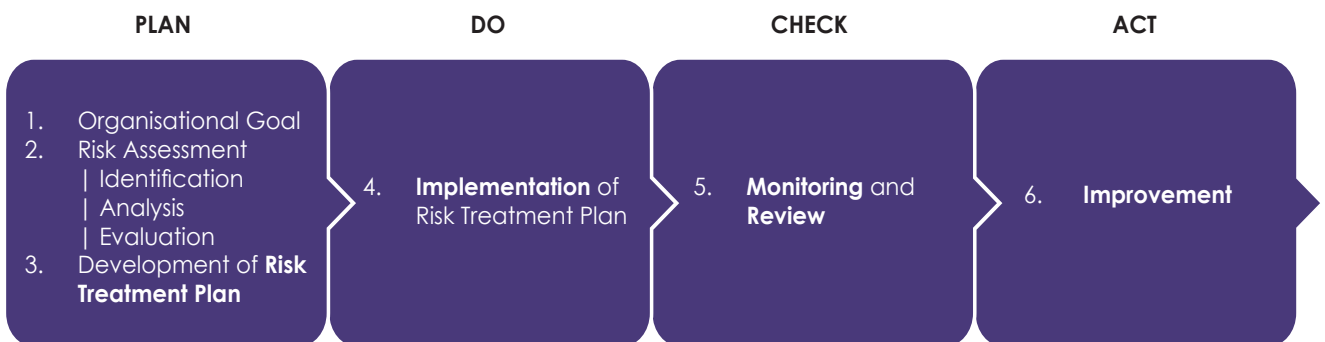 PLAN
DO
CHECK
ACT
1. Organisational Goal
2. Risk Assessment
| Identification
| Analysis
| Evaluation
3. Development of Risk
Treatment Plan
4. Implementation of
Risk Treatment Plan
5. Monitoring and
Review
6. Improvement